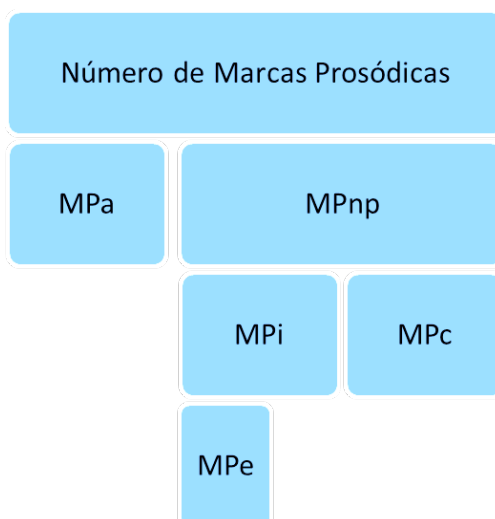 Número de Marcas Prosódicas
MPa
MPnp
MPi
MPc
MPe